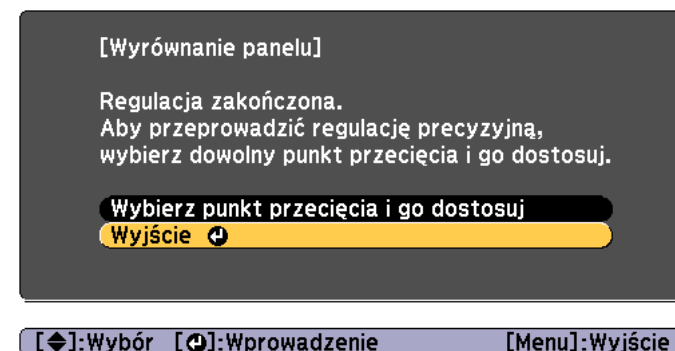 [Wyrównanie panelu]
Regulacja zakończona.
Aby przeprowadzić regulację precyzyjną,
wybierz dowolny punkt przecięcia i go dostosuj.
Wybierz punkt przecięcia i go dostosuj
Wyjście
[◆]:Wybór [↵]:Wprowadzenie [Menu]:Wyjście